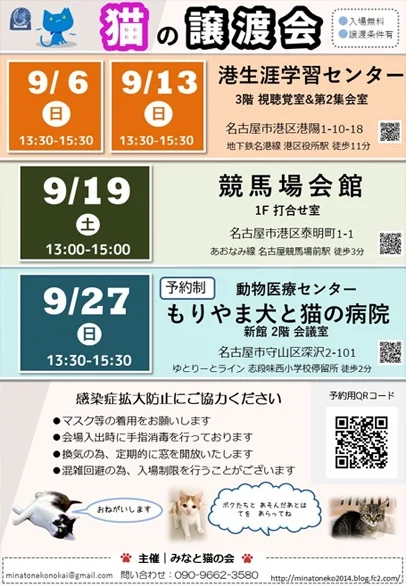 猫の譲渡会
●入場無料
●譲渡条件有
9/6
日
13:30-15:30
9/13
日
13:30-15:30
港生涯学習センター
3階 視聴覚室&第2集会室
名古屋市港区港陽1-10-18
地下鉄名港線 港区役所駅 徒歩11分
9/19
土
13:00-15:00
競馬場会館
1F 打合せ室
名古屋市港区泰明町1-1
あおなみ線 名古屋競馬場前駅 徒歩3分
9/27
日
13:30-15:30
予約制
動物医療センター
もりやま犬と猫の病院
新館 2階 会議室
名古屋市守山区深沢2-101
ゆとりーとライン 志段味西小学校停留所 徒歩2分
感染症拡大防止にご協力ください
●マスク等の着用をお願いします
●会場入出時に手指消毒を行っております
●換気の為、定期的に窓を開放いたします
●混雑回避の為、入場制限を行うことがございます
予約用QRコード
おねがいします
ボクたちと あそんだあとは
てを あらってね
主催｜みなと猫の会
minatonekonokai@gmail.com 問い合わせ：090-9662-3580
http://minatoneko2014.blog.fc2.com/